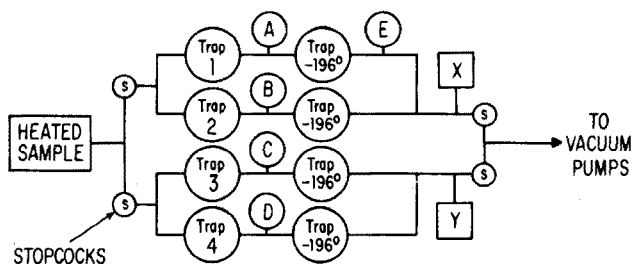 Trap
1
A
Trap
-196°
E
Trap
2
B
Trap
-196°
X
S
S
HEATED
SAMPLE
TO
VACUUM
PUMPS
Trap
3
C
Trap
-196°
S
S
Trap
4
D
Trap
-196°
Y
STOPCOCKS